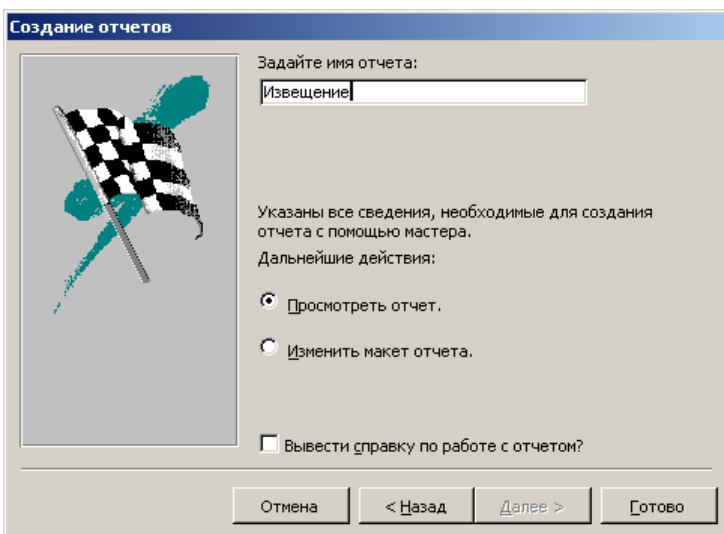 Создание отчетов
Задайте имя отчета:
Извещение
Указаны все сведения, необходимые для создания
отчета с помощью мастера.
Дальнейшие действия:
Просмотреть отчет.
Изменить макет отчета.
Вывести справку по работе с отчетом?
Отмена
< Назад
Далее >
Готово